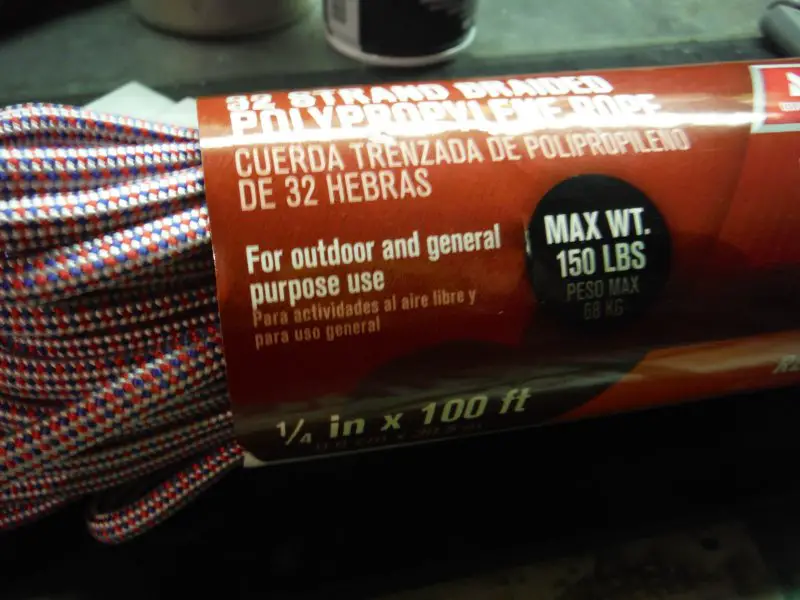 32 STRAND BRAIDED
POLYPROPYLENE ROPE
CUERDA TRENZADA DE POLIPROPILENO
DE 32 HEBRAS
For outdoor and general
purpose use
Para actividades al aire libre y
para uso general
MAX WT.
150 LBS
PESO MAX
68 KG
1/4 in x 100 ft